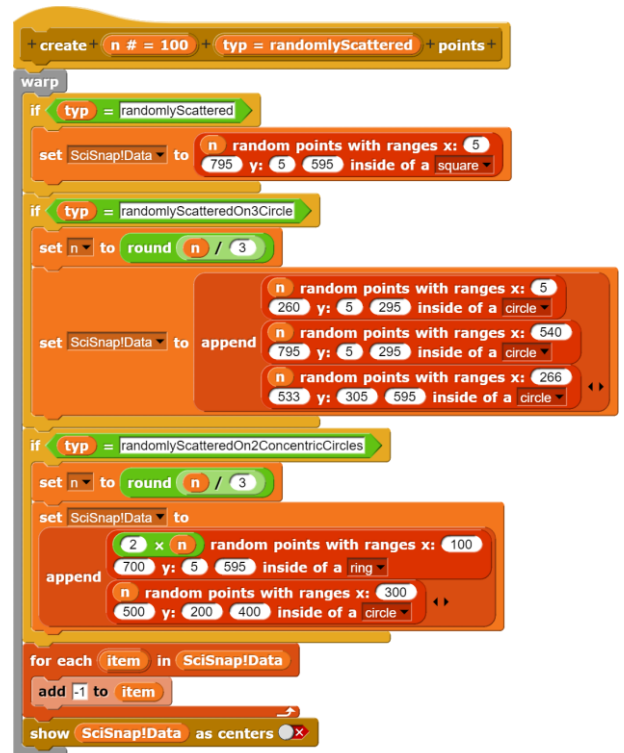 + create + n # = 100 + typ = randomlyScattered + points +
warp
if typ = randomlyScattered
set SciSnap!Data to n random points with ranges x: 5
795 y: 5 595 inside of a square
if typ = randomlyScatteredOn3Circle
set n to round n / 3
n random points with ranges x: 5
260 y: 5 295 inside of a circle
set SciSnap!Data to append n random points with ranges x: 540
795 y: 5 295 inside of a circle
n random points with ranges x: 266
533 y: 305 595 inside of a circle
if typ = randomlyScatteredOn2ConcentricCircles
set n to round n / 3
set SciSnap!Data to
2 × n random points with ranges x: 100
700 y: 5 595 inside of a ring
append
n random points with ranges x: 300
500 y: 200 400 inside of a circle
for each item in SciSnap!Data
add -1 to item
show SciSnap!Data as centers